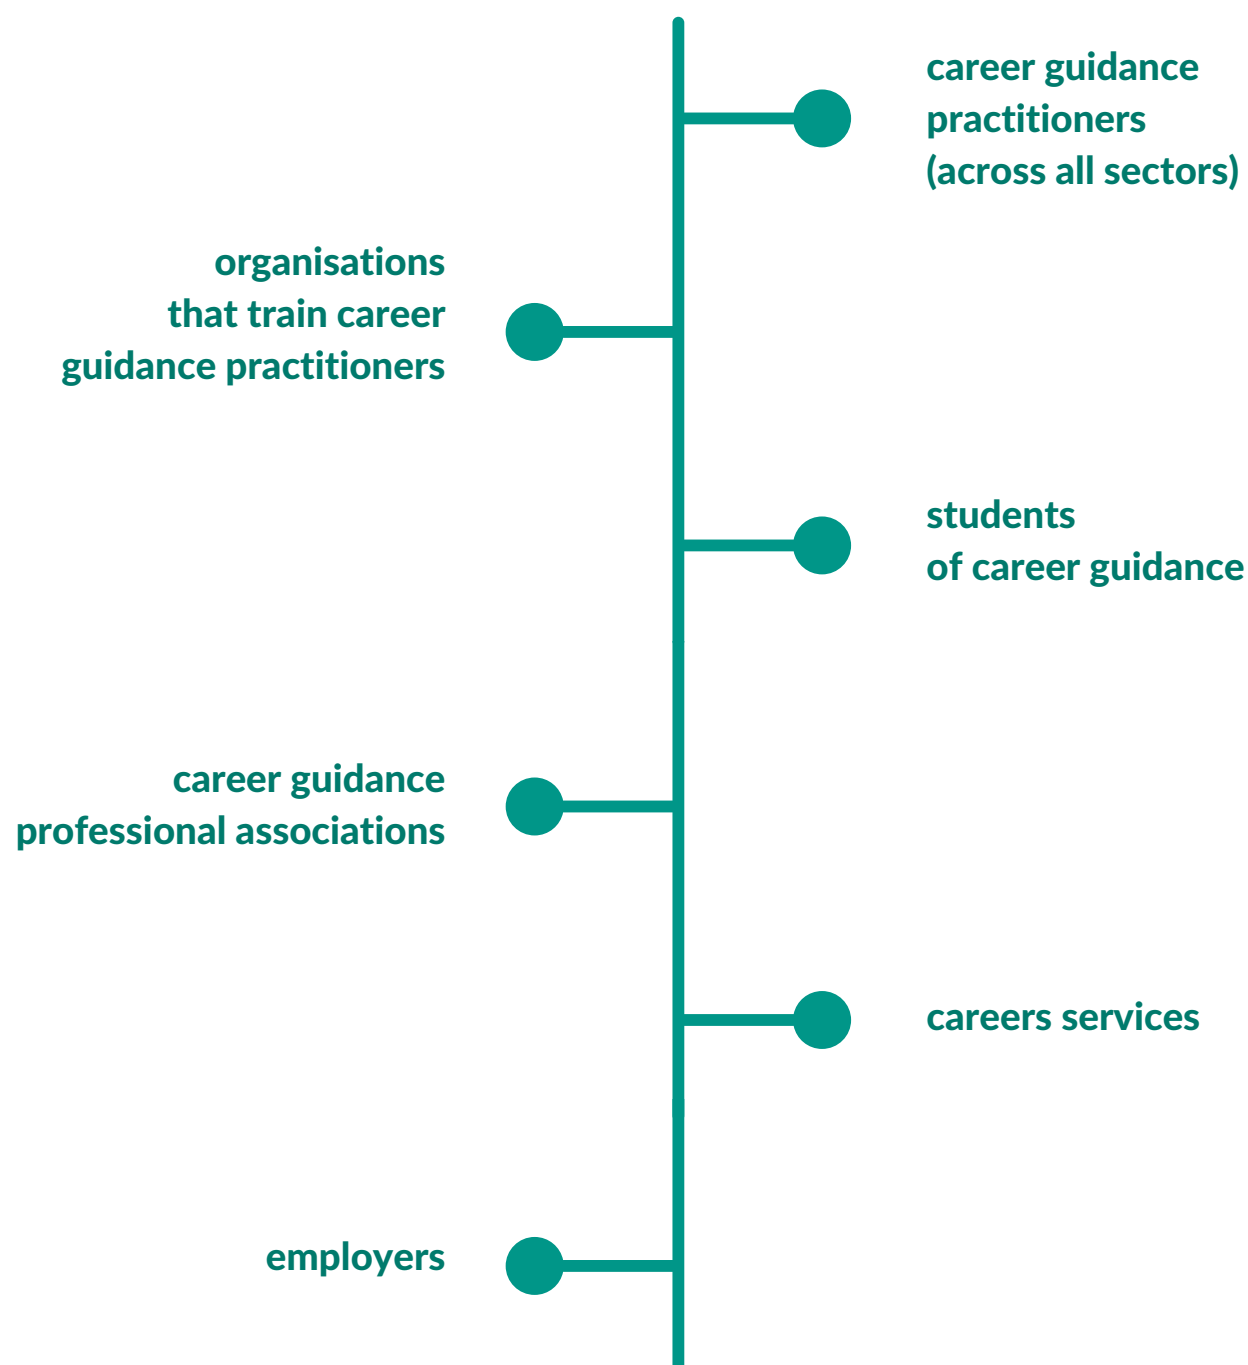 career guidance
practitioners
(across all sectors)
organisations
that train career
guidance practitioners
students
of career guidance
career guidance
professional associations
careers services
employers